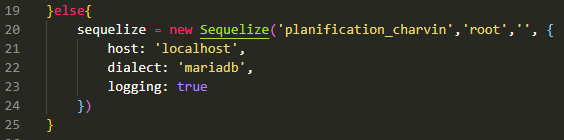 19 }else{
20 sequelize = new Sequelize('planification_charvin','root','', {
21 host: 'localhost',
22 dialect: 'mariadb',
23 logging: true
24 })
25 }